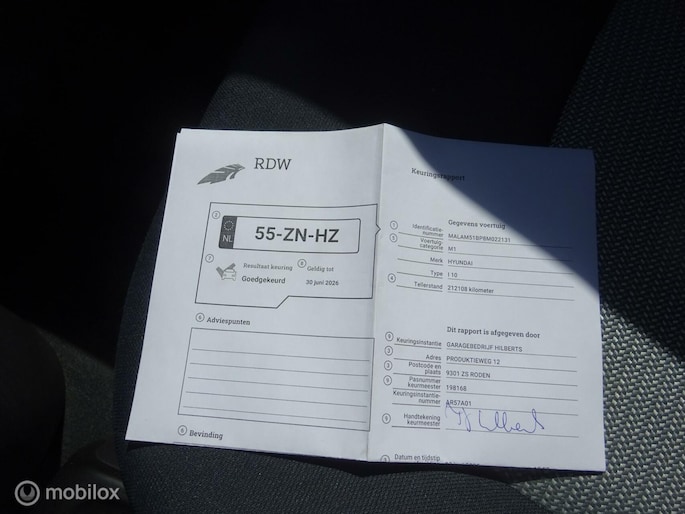 RDW
NL
55-ZN-HZ
Resultaat keuring
Goedgekeurd
Geldig tot
30 juni 2026
Adviespunten
Bevinding
Keuringsrapport
Gegevens voertuig
Identificatie-
nummer MALAM51BP8M022131
Voertuig-
categorie M1
Merk HYUNDAI
Type I 10
Tellerstand 212108 kilometer
Dit rapport is afgegeven door
Keuringsinstantie GARAGEBEDRIJF HILBERTS
Adres PRODUKTIEWEG 12
Postcode en
plaats 9301 ZS RODEN
Pasnummer
keurmeester 198168
Keuringsinstantie-
nummer AR57A01
Handtekening
keurmeester
Datum en tijdstip
mobilox